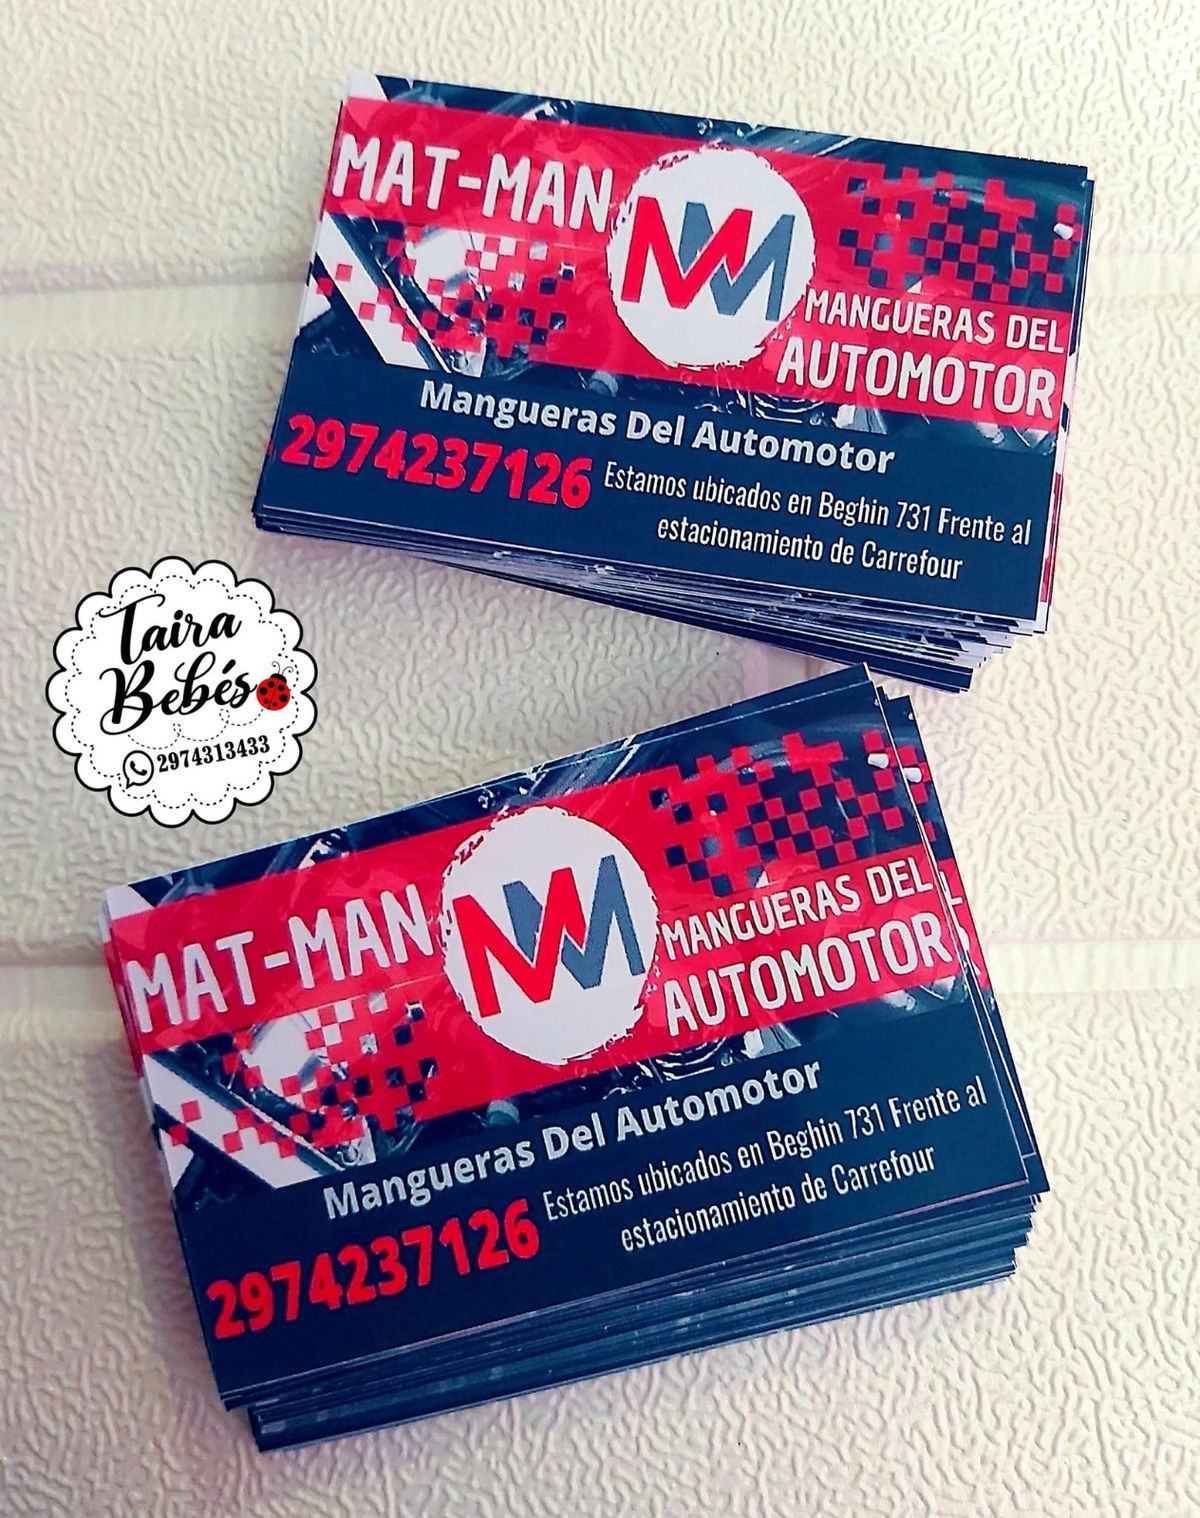 MAT-MAN
MANGUERAS DEL
AUTOMOTOR
Mangueras Del Automotor
2974237126
Estamos ubicados en Beghin 731 Frente al
estacionamiento de Carrefour
Taira
Bebés
2974313433
MAT-MAN
MANGUERAS DEL
AUTOMOTOR
Mangueras Del Automotor
2974237126
Estamos ubicados en Beghin 731 Frente al
estacionamiento de Carrefour